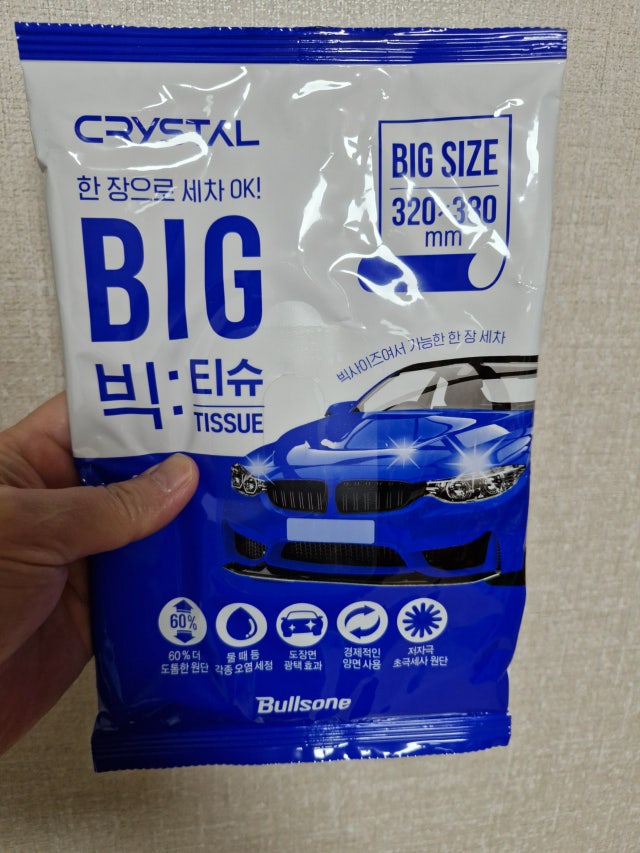 CRYSTAL
한 장으로 세차 OK!
BIG
빅:티슈
TISSUE
BIG SIZE
320*380
mm
빅사이즈여서 가능한 한 장 세차
60%
60% 더
도톰한 원단
물 때 등
각종 오염 세정
도장면
광택 효과
경제적인
양면 사용
저자극
초극세사 원단
Bullsone